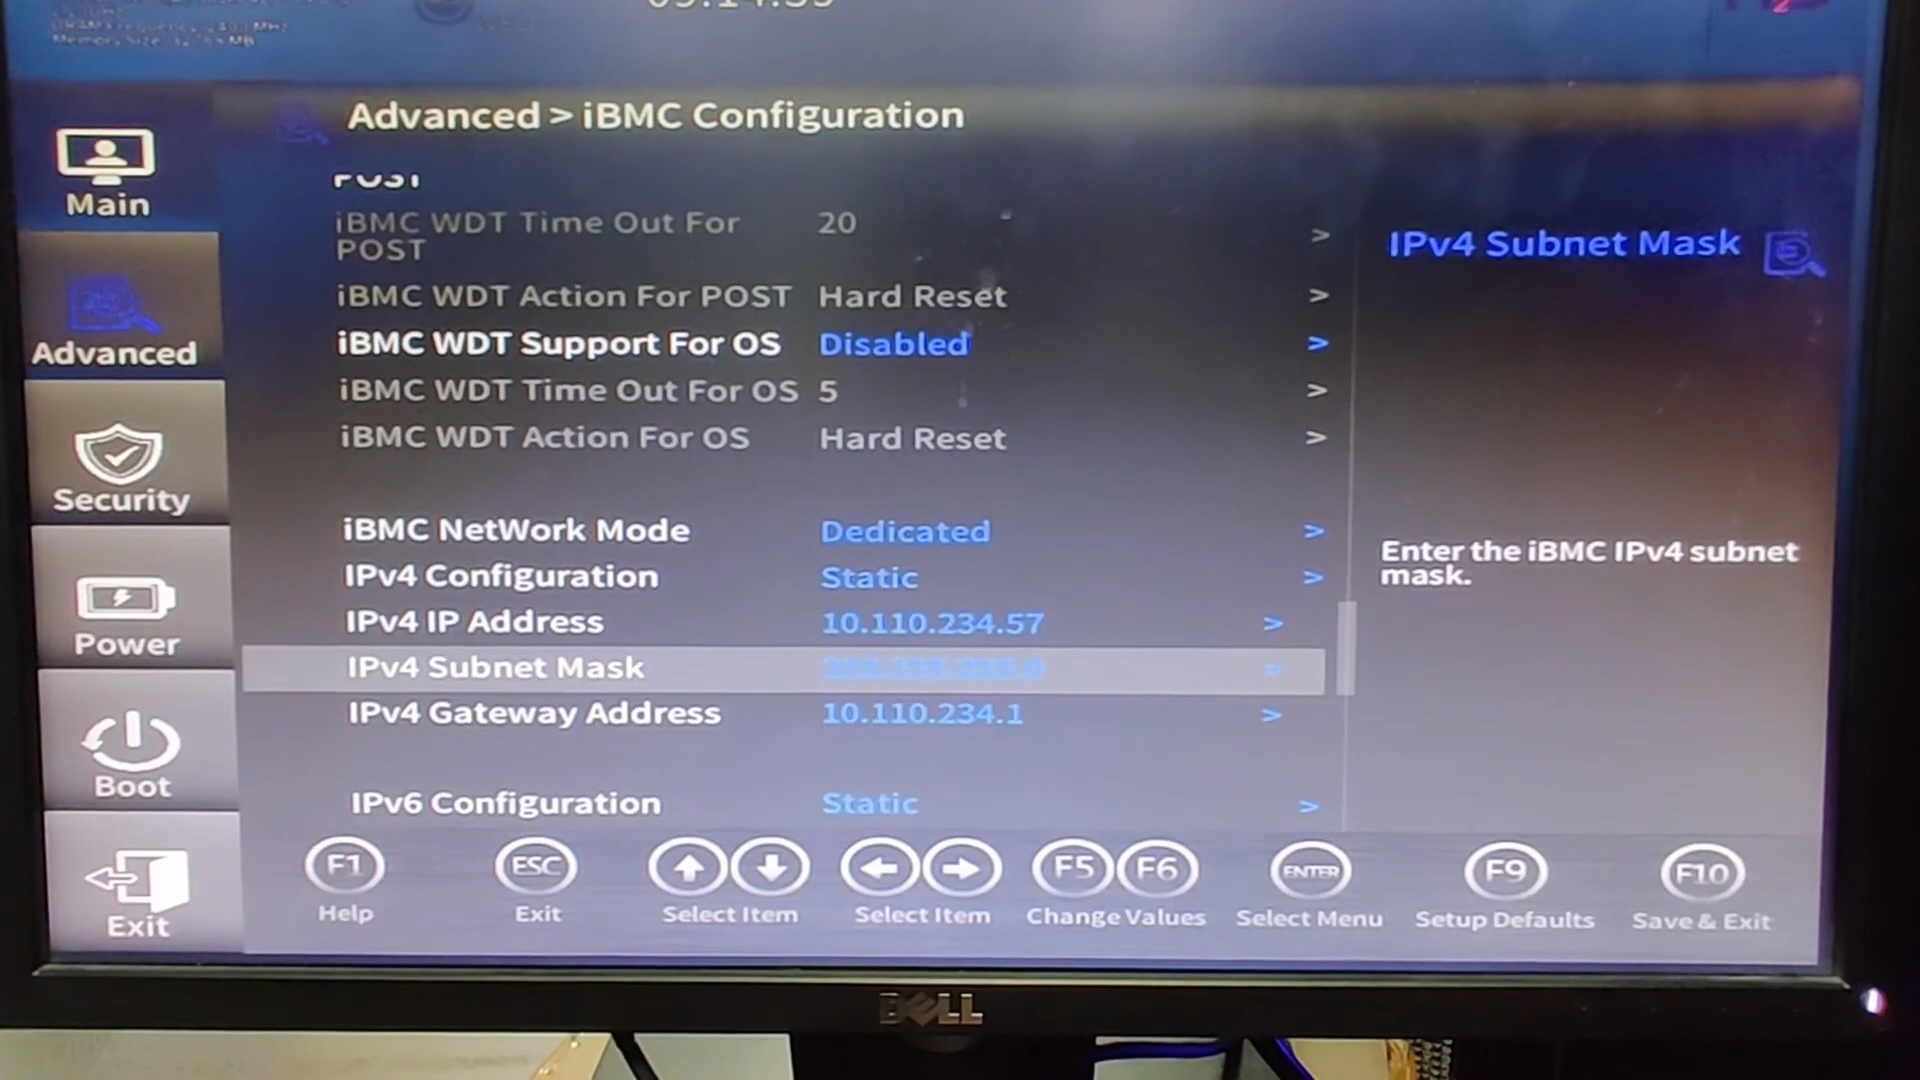 Advanced > iBMC Configuration
POST
iBMC WDT Time Out For POST 20 >
iBMC WDT Action For POST Hard Reset >
iBMC WDT Support For OS Disabled >
iBMC WDT Time Out For OS 5 >
iBMC WDT Action For OS Hard Reset >
iBMC NetWork Mode Dedicated >
IPv4 Configuration Static >
IPv4 IP Address 10.110.234.57 >
IPv4 Subnet Mask 255.255.255.0 >
IPv4 Gateway Address 10.110.234.1 >
IPv6 Configuration Static >
IPv4 Subnet Mask
Enter the iBMC IPv4 subnet
mask.
Main
Advanced
Security
Power
Boot
Exit
F1 ESC F5 F6 ENTER F9 F10
Help Exit Select Item Select Item Change Values Select Menu Setup Defaults Save & Exit
DELL